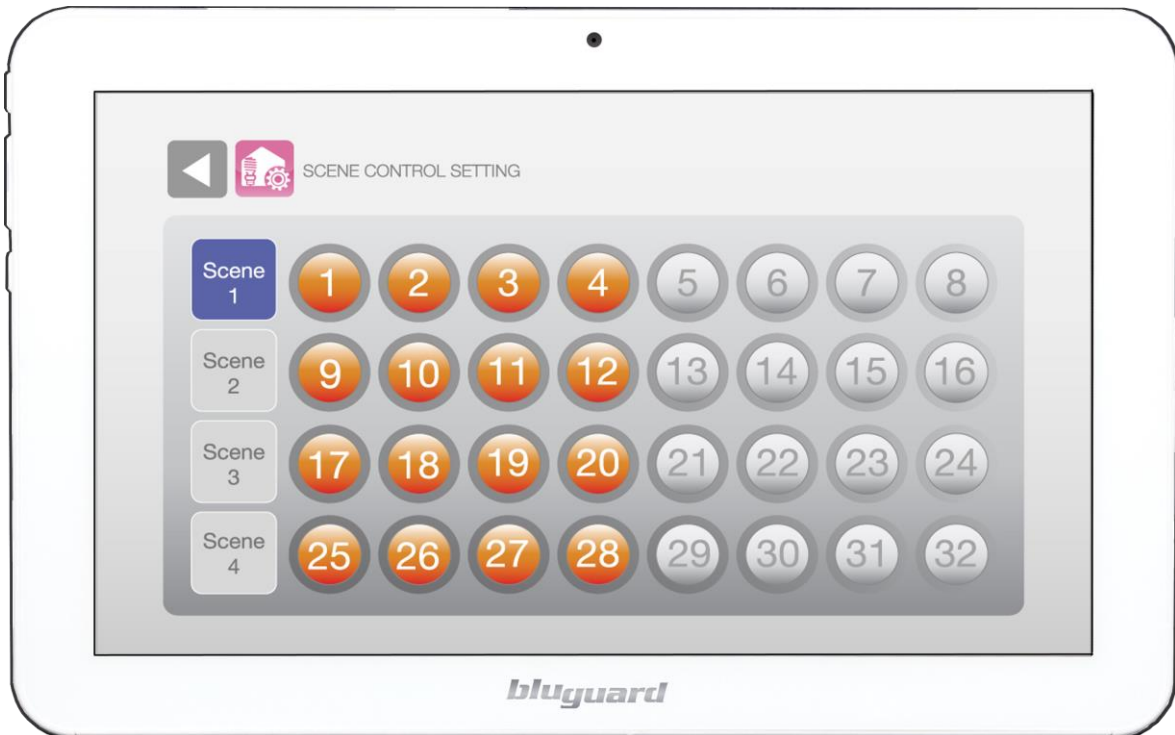 SCENE CONTROL SETTING
Scene 1 1 2 3 4 5 6 7 8
Scene 2 9 10 11 12 13 14 15 16
Scene 3 17 18 19 20 21 22 23 24
Scene 4 25 26 27 28 29 30 31 32
bluguard